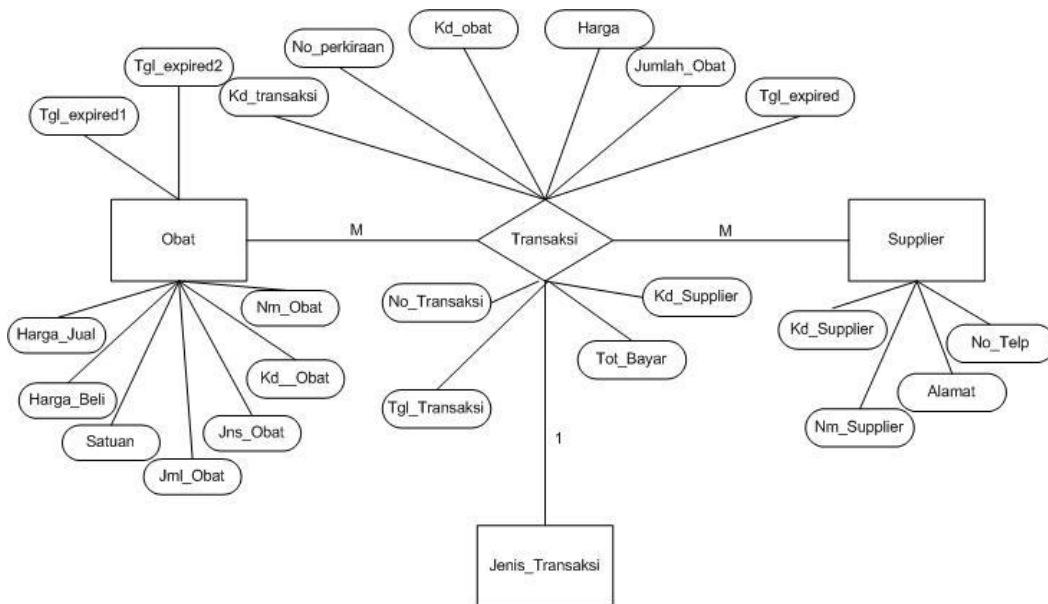 Kd_obat
Harga
No_perkiraan
Tgl_expired2
Jumlah_Obat
Kd_transaksi
Tgl_expired
Tgl_expired1
Obat
M
Transaksi
M
Supplier
No_Transaksi
Kd_Supplier
Nm_Obat
Harga_Jual
Kd_Supplier
No_Telp
Tot_Bayar
Kd__Obat
Harga_Beli
Tgl_Transaksi
Alamat
Satuan
Jns_Obat
Nm_Supplier
1
Jml_Obat
Jenis_Transaksi